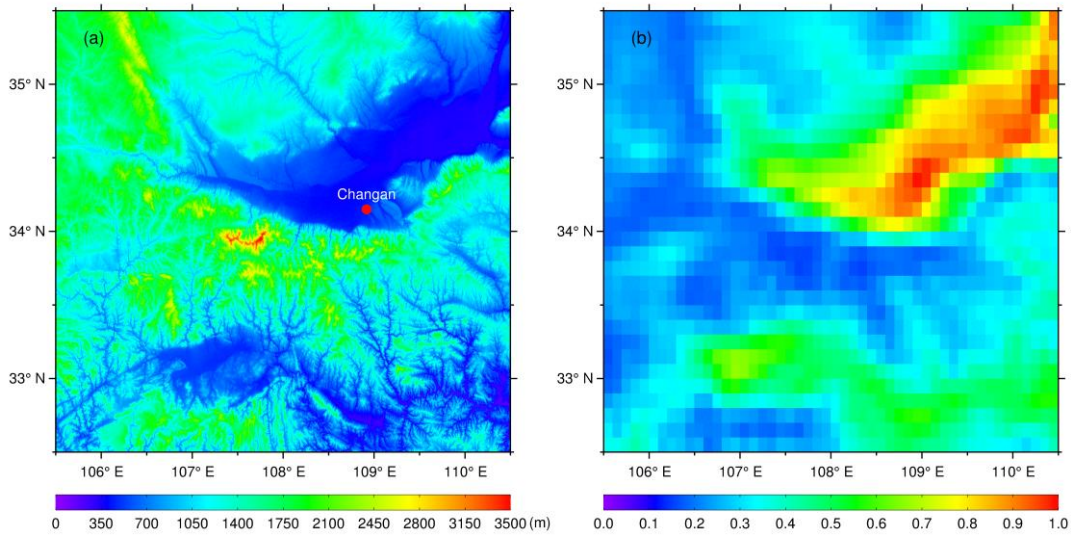 (a)
(b)
35° N
34° N
33° N
Changan
35° N
34° N
33° N
106° E 107° E 108° E 109° E 110° E
106° E 107° E 108° E 109° E 110° E
0 350 700 1050 1400 1750 2100 2450 2800 3150 3500 (m)
0.0 0.1 0.2 0.3 0.4 0.5 0.6 0.7 0.8 0.9 1.0